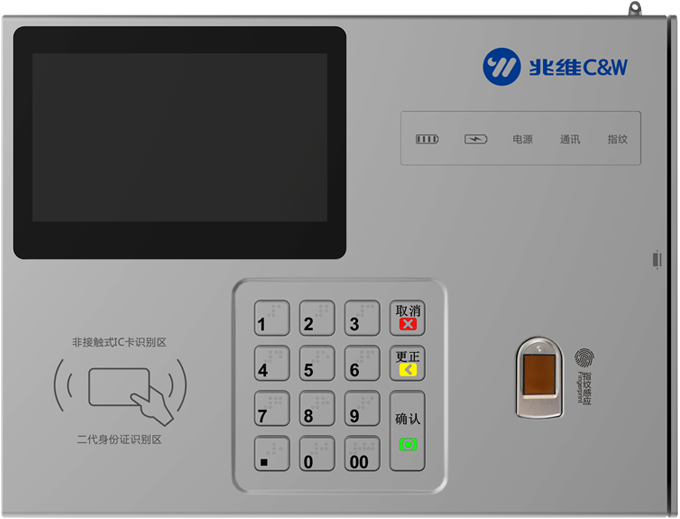 兆维C&W
电源 通讯 指纹
非接触式IC卡识别区
二代身份证识别区
1 2 3 取消
4 5 6 更正
7 8 9 确认
. 0 00
指纹感应
Fingerprint